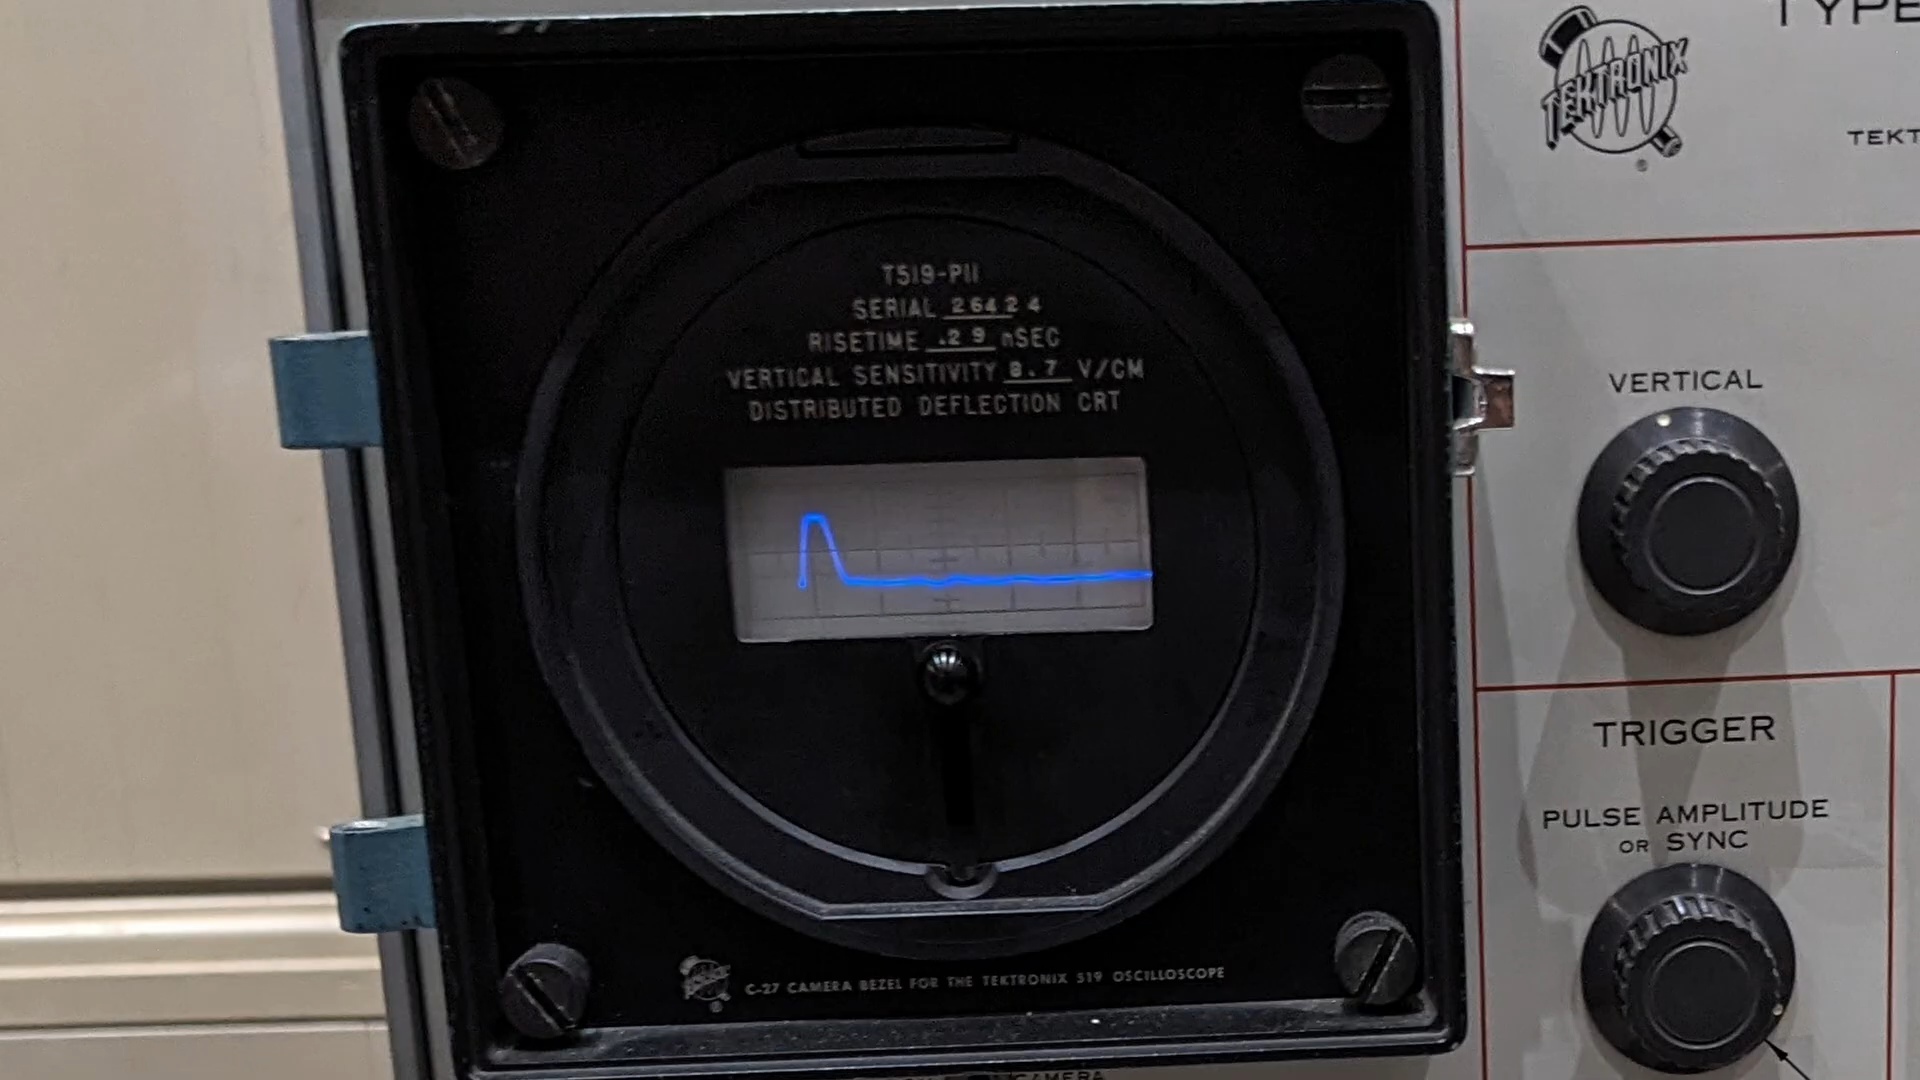 T519-P11
SERIAL 26424
RISETIME .29 nSEC
VERTICAL SENSITIVITY 8.7 V/CM
DISTRIBUTED DEFLECTION CRT
C-27 CAMERA BEZEL FOR THE TEKTRONIX 519 OSCILLOSCOPE
®
TYPE
TEKTRONIX
®
TEKT
VERTICAL
TRIGGER
PULSE AMPLITUDE
OR SYNC
CAMERA